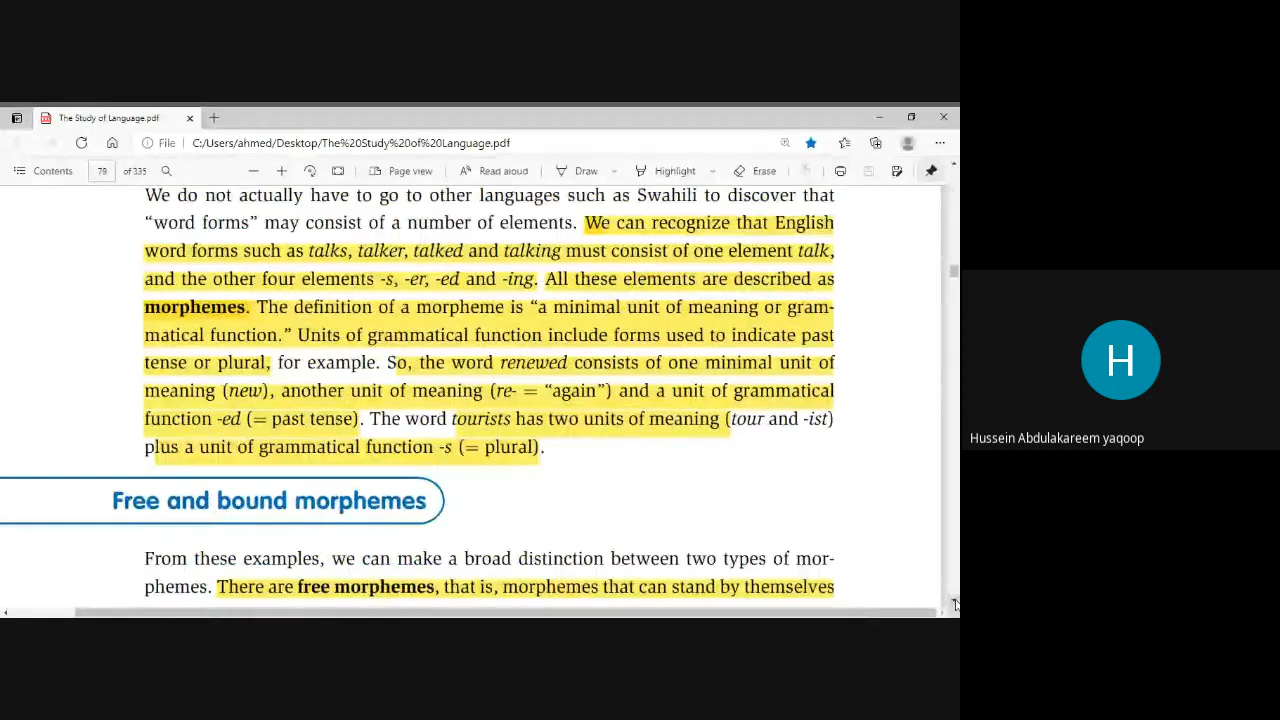 The Study of Language.pdf
File
C:/Users/ahmed/Desktop/The%20Study%20of%20Language.pdf
Contents
79
of 335
Page view
Read aloud
Draw
Highlight
Erase
We do not actually have to go to other languages such as Swahili to discover that
“word forms” may consist of a number of elements. We can recognize that English
word forms such as talks, talker, talked and talking must consist of one element talk,
and the other four elements -s, -er, -ed and -ing. All these elements are described as
morphemes. The definition of a morpheme is “a minimal unit of meaning or gram-
matical function.” Units of grammatical function include forms used to indicate past
tense or plural, for example. So, the word renewed consists of one minimal unit of
meaning (new), another unit of meaning (re- = “again”) and a unit of grammatical
function -ed (= past tense). The word tourists has two units of meaning (tour and -ist)
plus a unit of grammatical function -s (= plural).
Free and bound morphemes
From these examples, we can make a broad distinction between two types of mor-
phemes. There are free morphemes, that is, morphemes that can stand by themselves
H
Hussein Abdulakareem yaqoop